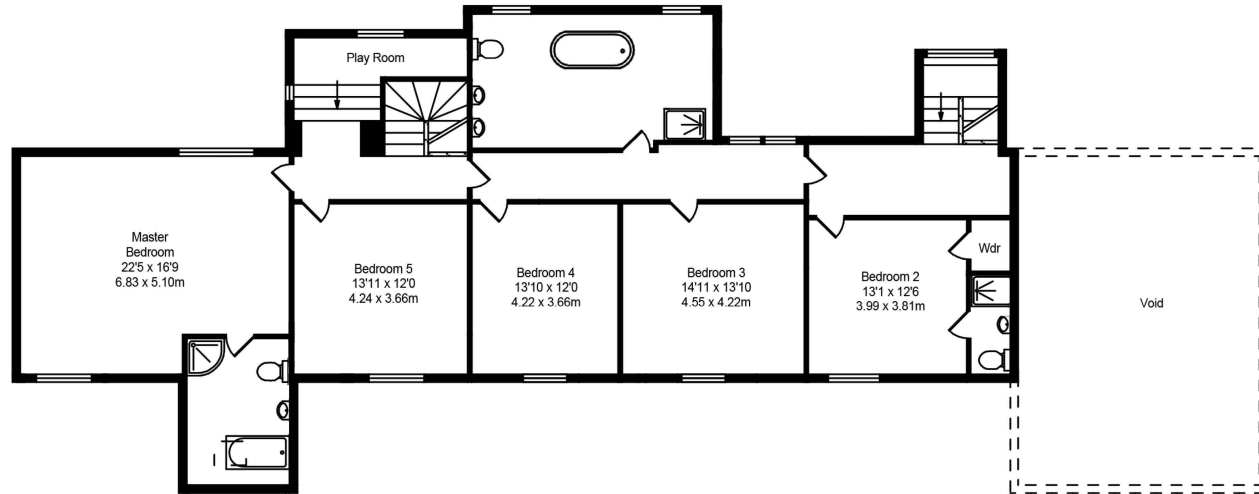 Play Room
Master
Bedroom
22'5 x 16'9
6.83 x 5.10m
Bedroom 5
13'11 x 12'0
4.24 x 3.66m
Bedroom 4
13'10 x 12'0
4.22 x 3.66m
Bedroom 3
14'11 x 13'10
4.55 x 4.22m
Bedroom 2
13'1 x 12'6
3.99 x 3.81m
Wdr
Void